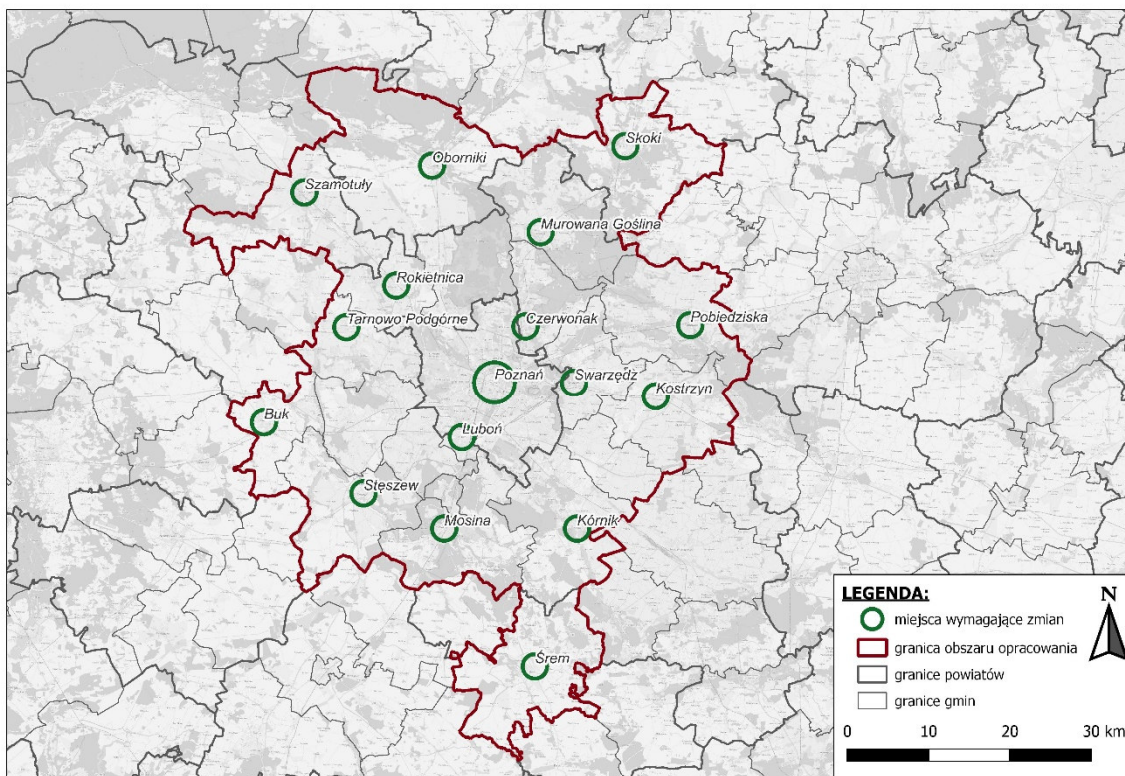 Skoki
Oborniki
Szamotuły
Murowana Goślina
Rokietnica
Tarnowo Podgórne
Czerwonak
Pobiedziska
Poznań
Swarzędz
Kostrzyn
Buk
Luboń
Stęszew
Mosina
Kórnik
Śrem
LEGENDA:
N
miejsca wymagające zmian
granica obszaru opracowania
granice powiatów
granice gmin
0 10 20 30 km